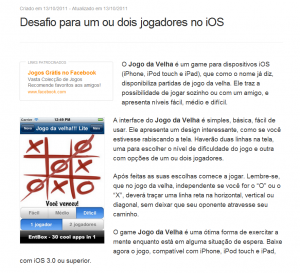 Criado em 13/10/2011 - Atualizado em 13/10/2011
Desafio para um ou dois jogadores no iOS
LINKS PATROCINADOS
Jogos Grátis no Facebook
Vasta Colecção de Jogos
Recomende favoritos aos amigos!
www.facebook.com
O Jogo da Velha é um game para dispositivos iOS
(iPhone, iPod touch e iPad), que como o nome já diz,
disponibiliza partidas de jogo da velha. Ele traz a
possibilidade de jogar sozinho ou com um amigo, e
apresenta níveis fácil, médio e difícil.
A interface do Jogo da Velha é simples, básica, fácil de
usar. Ele apresenta um design interessante, como se você
estivesse rabiscando a tela. Haverão duas linhas na tela,
uma para escolher o nível de dificuldade do jogo e outra
com opções de um ou dois jogadores.
Após feitas as suas escolhas comece a jogar. Lembre-se,
que no jogo da velha, independente se você for o "O" ou o
"X", deverá traçar uma linha reta na horizontal, vertical ou
diagonal, sem deixar que seu oponente atravesse seu
caminho.
O game Jogo da Velha é uma ótima forma de exercitar a
mente enquanto está em alguma situação de espera. Baixe
agora o jogo, compatível com iPhone, iPod touch e iPad,
com iOS 3.0 ou superior.
12:49 PM
Jogo da velha!!! Lite
Você venceu!
Fácil Médio Difícil
1 jogador 2 jogadores
EntBox - 30 cool apps in 1